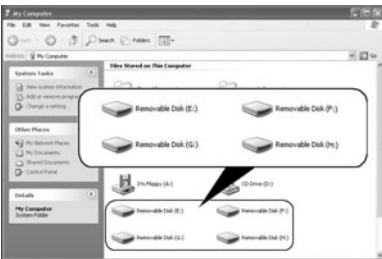 My Computer
File Edit View Favorites Tools Help
Search Folders
Address My Computer
System Tasks
View system information
Add or remove programs
Change a setting
Other Places
My Network Places
My Documents
Shared Documents
Control Panel
Details
My Computer
System Folder
Files Stored on This Computer
Removable Disk (E:) Removable Disk (F:)
Removable Disk (G:) Removable Disk (H:)
3½ Floppy (A:) CD Drive (D:)
Removable Disk (E:) Removable Disk (F:)
Removable Disk (G:) Removable Disk (H:)